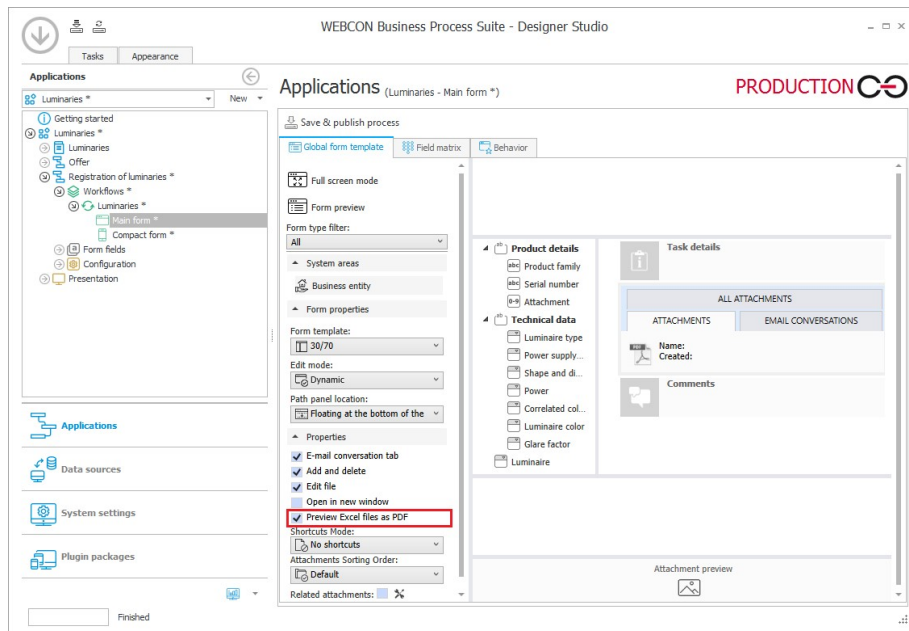 WEBCON Business Process Suite - Designer Studio
Tasks Appearance
Applications
Luminaries * New
Getting started
Luminaries *
Luminaries
Offer
Registration of luminaries *
Workflows *
Luminaries *
Main form *
Compact form *
Form fields
Configuration
Presentation
Applications
Data sources
System settings
Plugin packages
Finished
Applications (Luminaries - Main form *)
PRODUCTION
Save & publish process
Global form template Field matrix Behavior
Full screen mode
Form preview
Form type filter:
All
System areas
Business entity
Form properties
Form template:
30/70
Edit mode:
Dynamic
Path panel location:
Floating at the bottom of the
Properties
E-mail conversation tab
Add and delete
Edit file
Open in new window
Preview Excel files as PDF
Shortcuts Mode:
No shortcuts
Attachments Sorting Order:
Default
Related attachments:
Product details
abc Product family
abc Serial number
0-9 Attachment
Technical data
Luminaire type
Power supply...
Shape and di...
Power
Correlated col...
Luminaire color
Glare factor
Luminaire
Task details
ALL ATTACHMENTS
ATTACHMENTS EMAIL CONVERSATIONS
PDF
Name:
Created:
Comments
Attachment preview